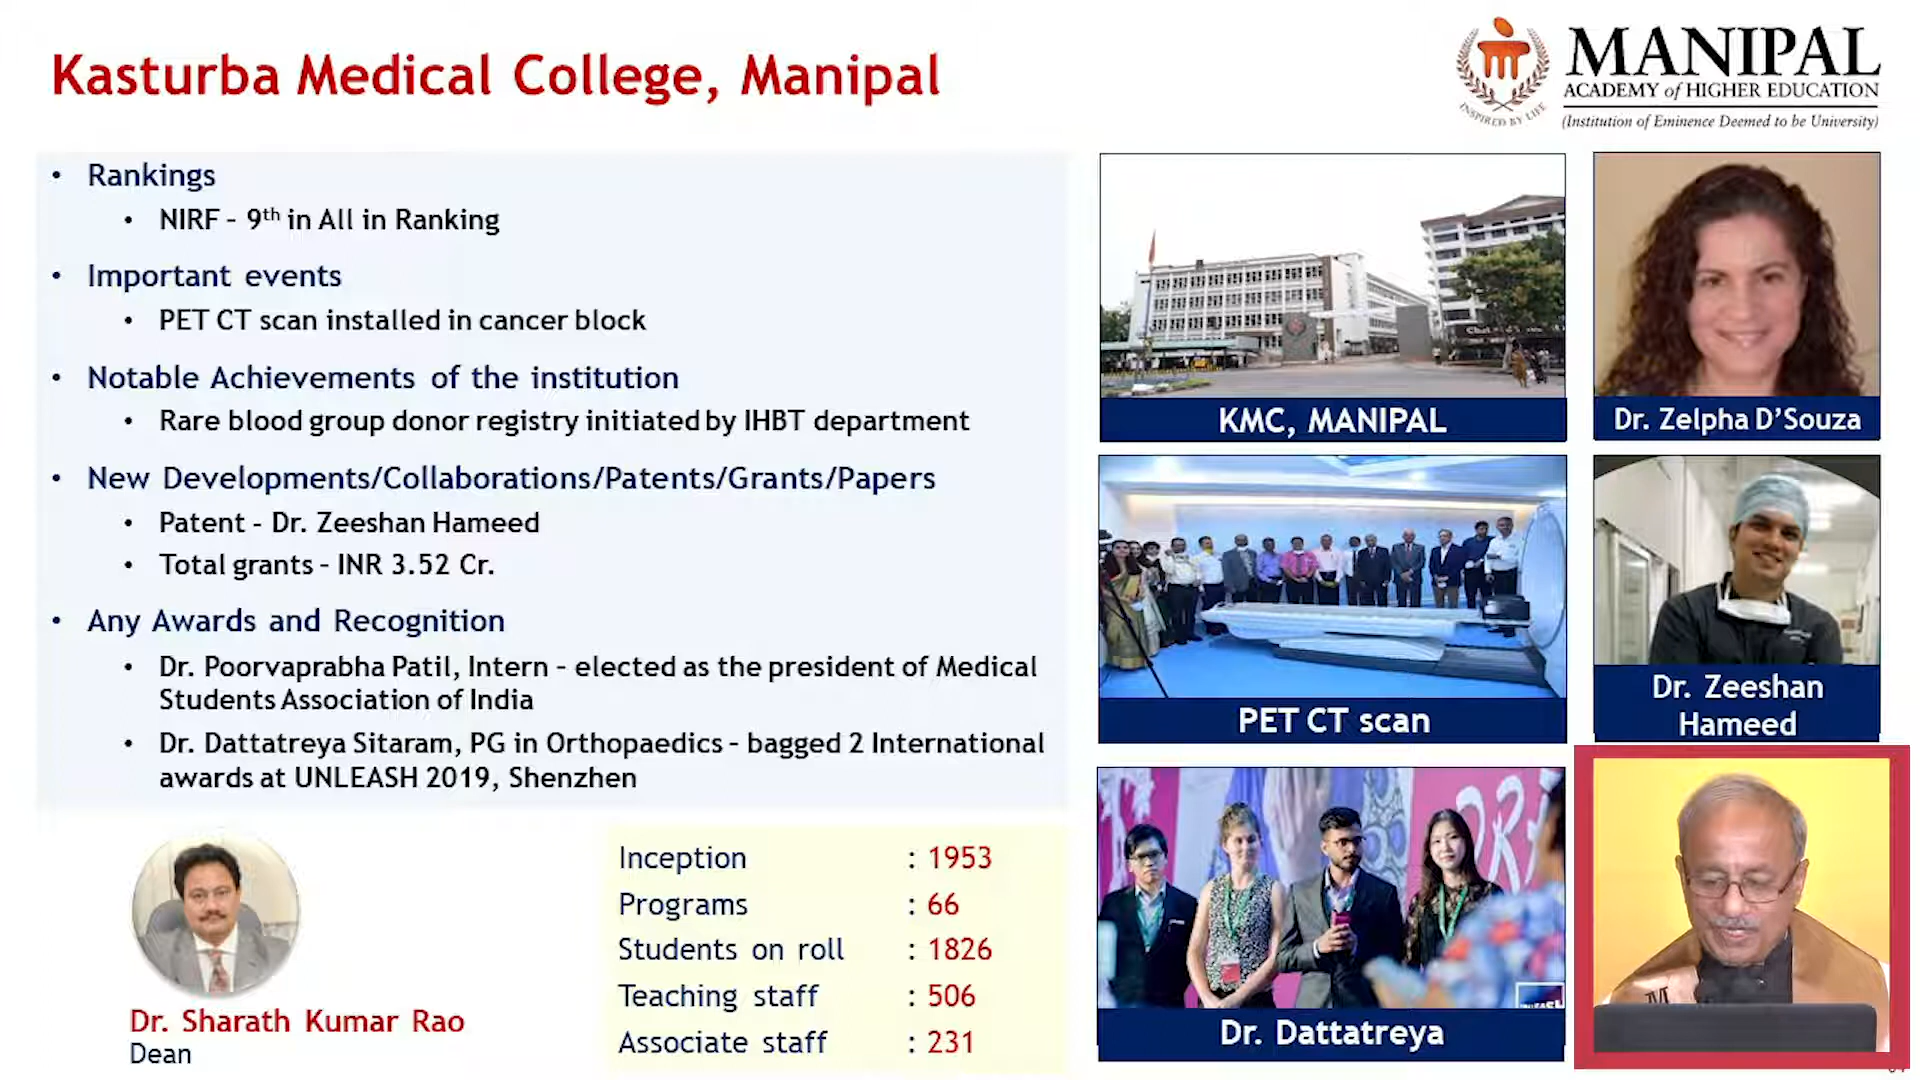 Kasturba Medical College, Manipal
MANIPAL
ACADEMY of HIGHER EDUCATION
(Institution of Eminence Deemed to be University)
INSPIRED BY LIFE
• Rankings
• NIRF – 9th in All in Ranking
• Important events
• PET CT scan installed in cancer block
• Notable Achievements of the institution
• Rare blood group donor registry initiated by IHBT department
• New Developments/Collaborations/Patents/Grants/Papers
• Patent - Dr. Zeeshan Hameed
• Total grants – INR 3.52 Cr.
• Any Awards and Recognition
• Dr. Poorvaprabha Patil, Intern – elected as the president of Medical
Students Association of India
• Dr. Dattatreya Sitaram, PG in Orthopaedics – bagged 2 International
awards at UNLEASH 2019, Shenzhen
KMC, MANIPAL
Dr. Zelpha D'Souza
PET CT scan
Dr. Zeeshan
Hameed
Dr. Dattatreya
Dr. Sharath Kumar Rao
Dean
Inception : 1953
Programs : 66
Students on roll : 1826
Teaching staff : 506
Associate staff : 231